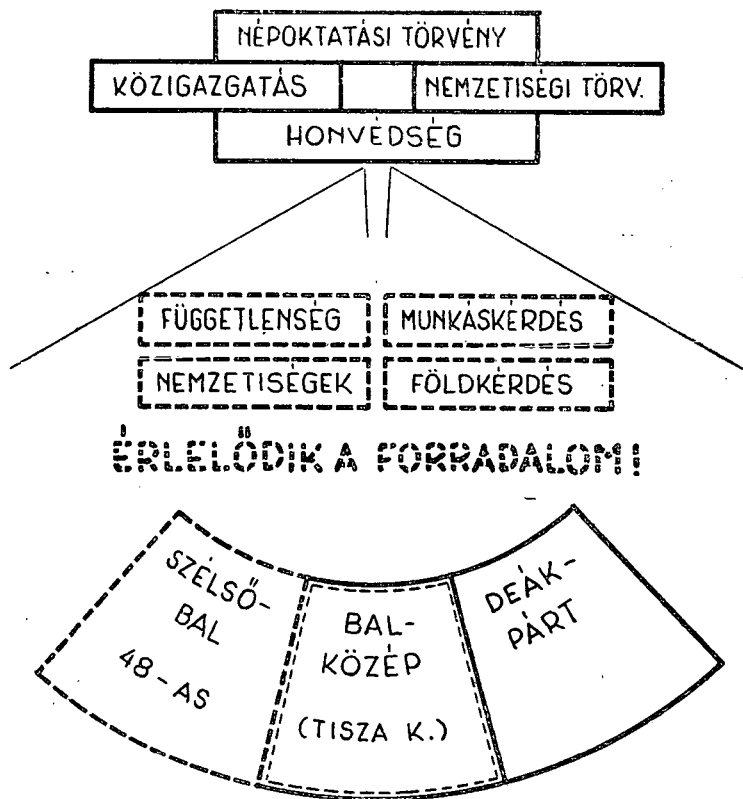 NÉPOKTATÁSI TÖRVÉNY
KÖZIGAZGATÁS
NEMZETISÉGI TÖRV.
HONVÉDSÉG
FÜGGETLENSÉG
MUNKÁSKÉRDÉS
NEMZETISÉGEK
FÖLDKÉRDÉS
ÉRLELŐDIK A FORRADALOM!
SZÉLSŐ-
BAL
48-AS
BAL-
KÖZÉP
(TISZA K.)
DEÁK-
PÁRT